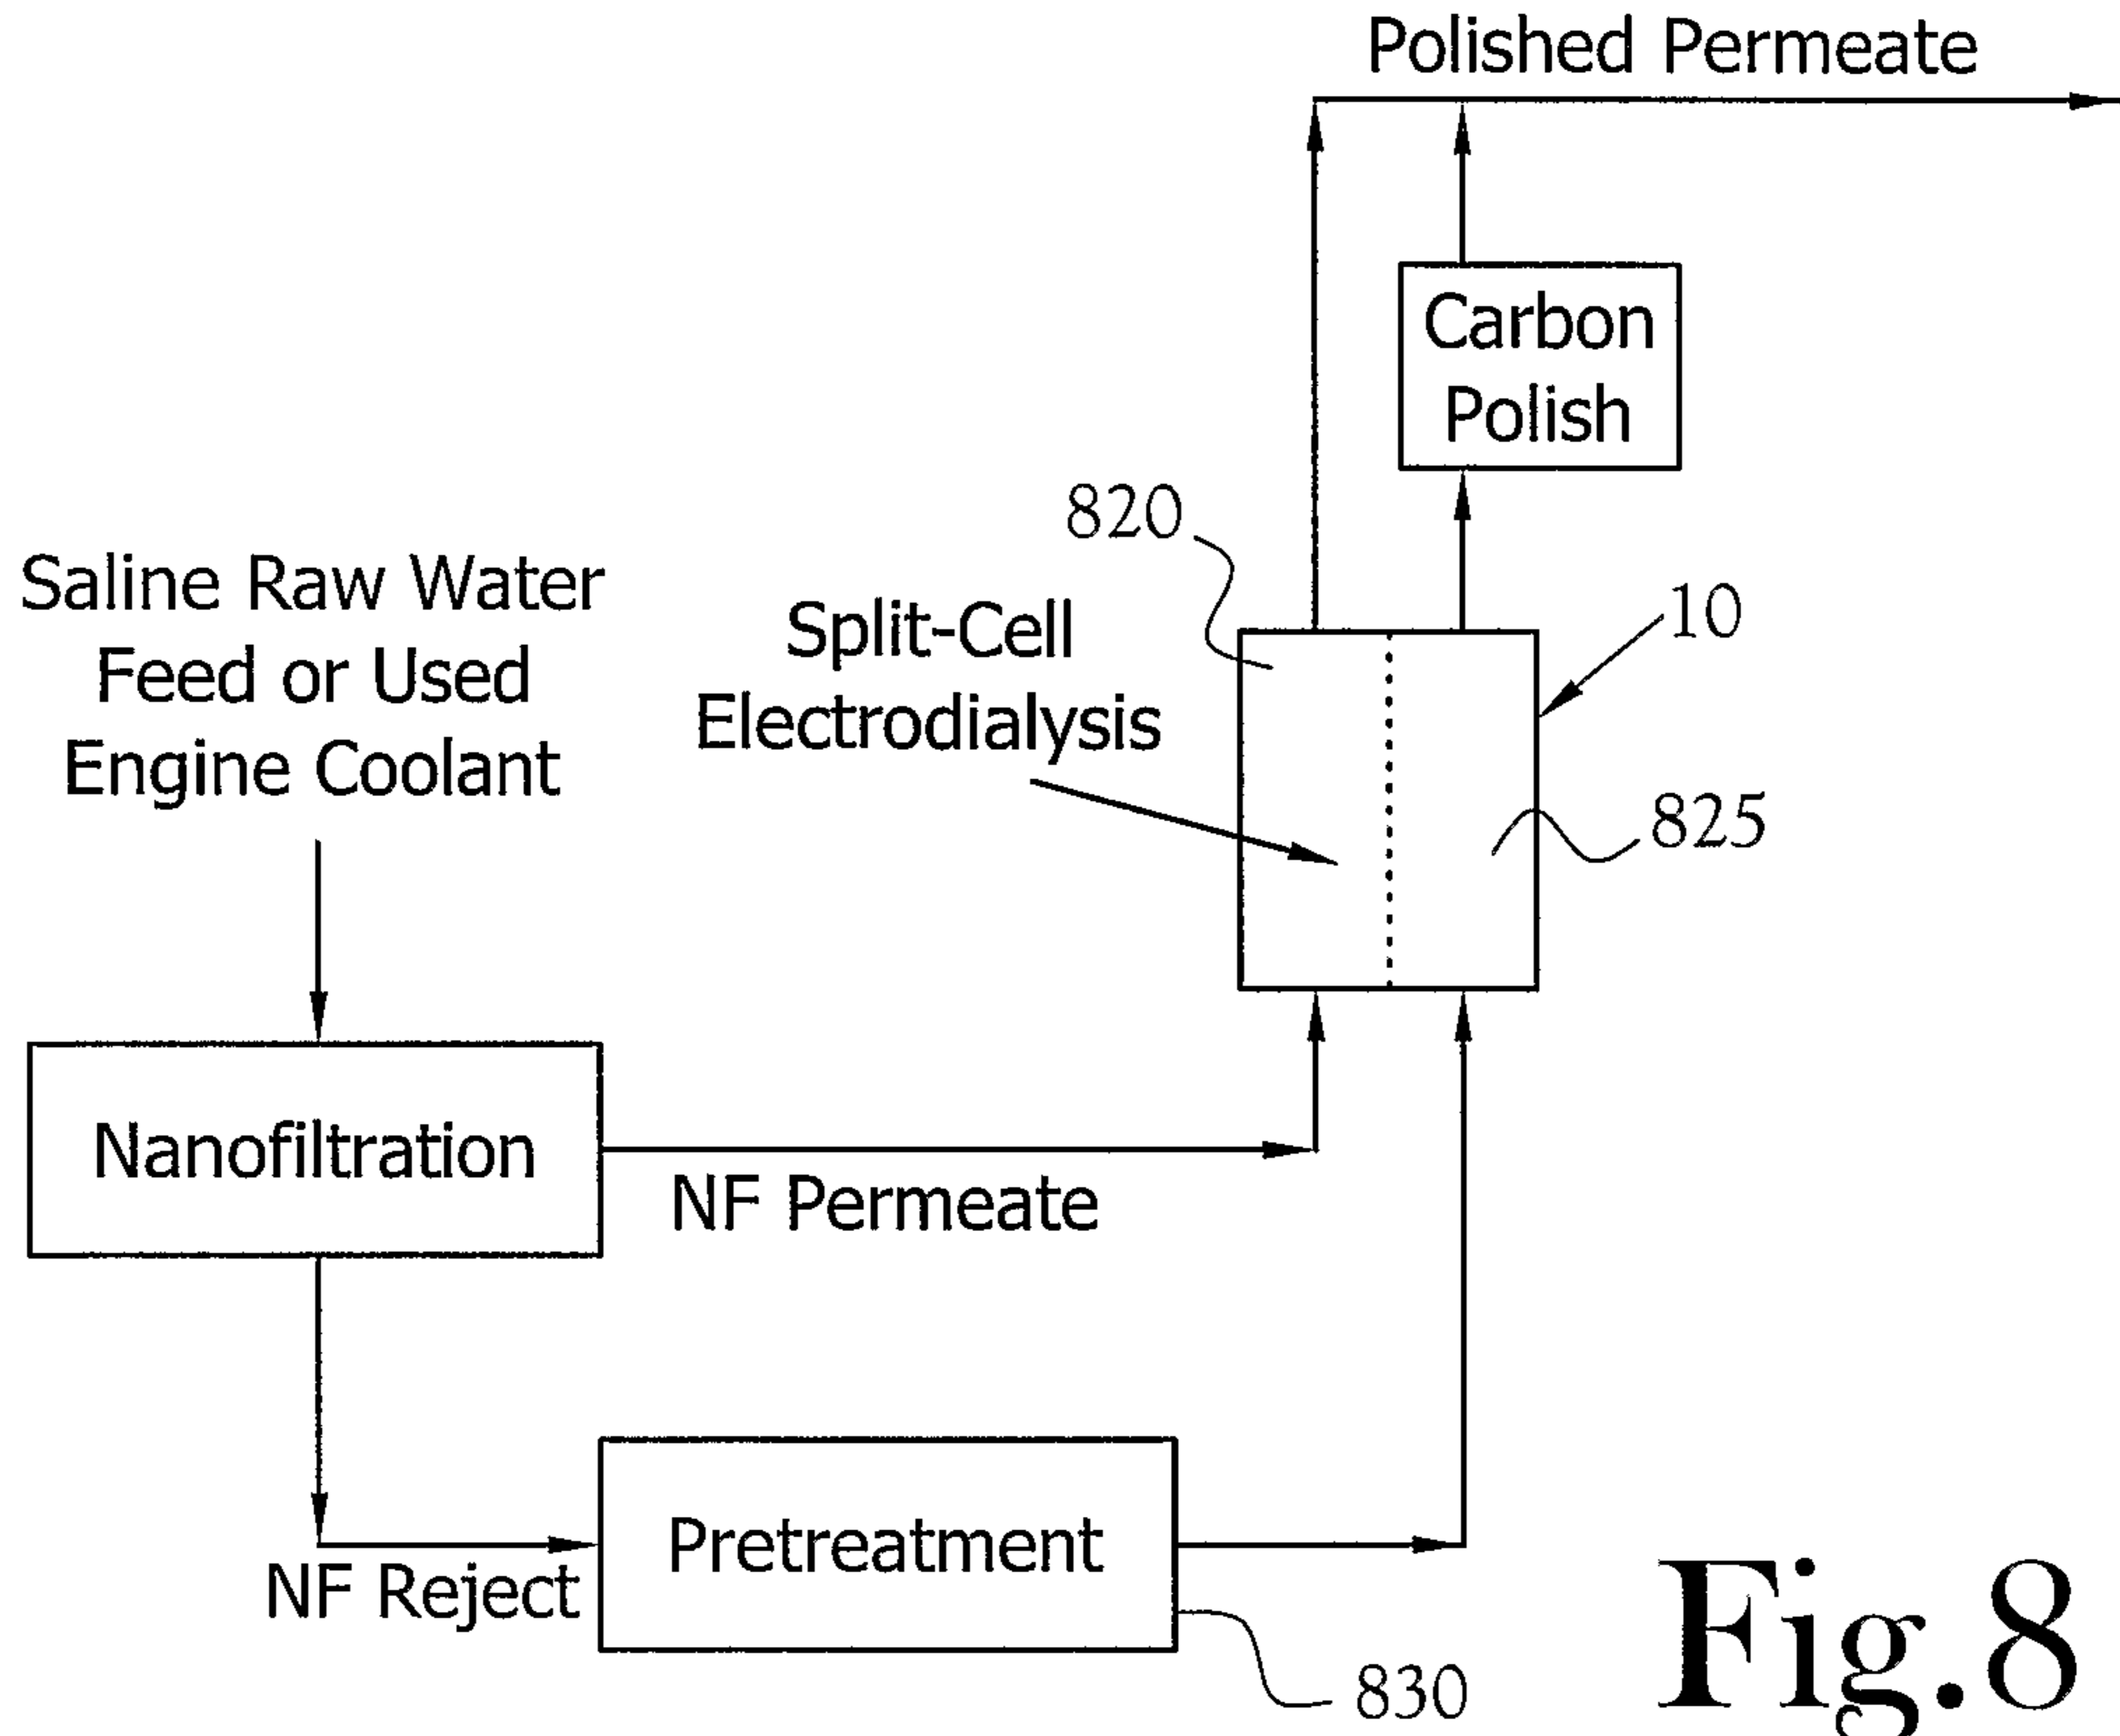 Polished Permeate
Carbon
Polish
820
Saline Raw Water
Feed or Used
Engine Coolant
Split-Cell
Electrodialysis
10
825
Nanofiltration
NF Permeate
Pretreatment
NF Reject
830
Fig.8